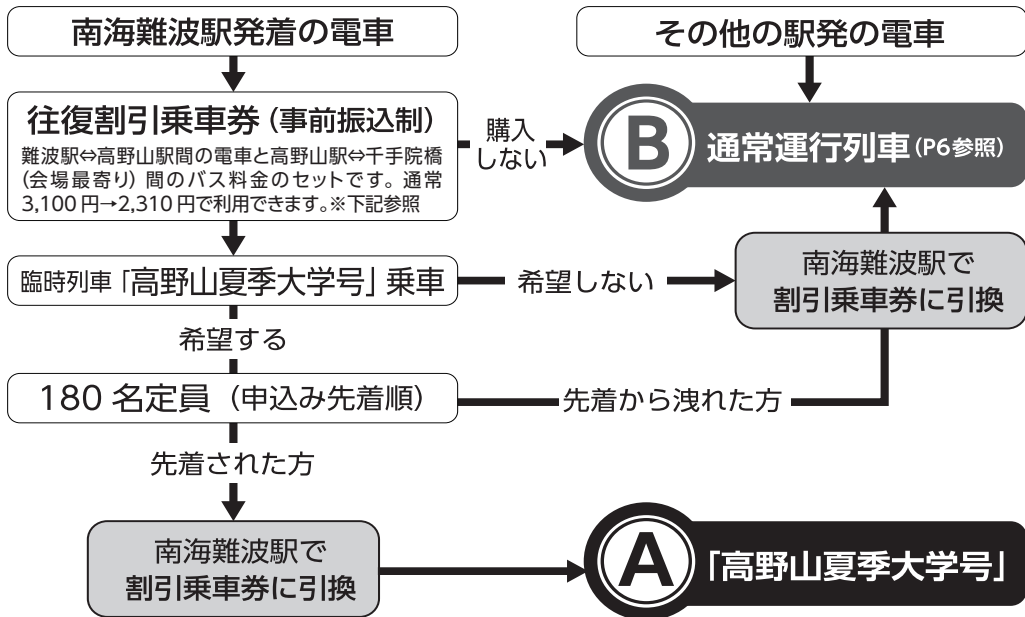 南海難波駅発着の電車
その他の駅発の電車
往復割引乗車券（事前振込制）
難波駅⇔高野山駅間の電車と高野山駅⇔千手院橋
（会場最寄り）間のバス料金のセットです。通常
3,100円→2,310円で利用できます。※下記参照
購入
しない
B 通常運行列車（P6参照）
臨時列車「高野山夏季大学号」乗車
希望しない
南海難波駅で
割引乗車券に引換
希望する
180名定員（申込み先着順）
先着から洩れた方
先着された方
南海難波駅で
割引乗車券に引換
A 「高野山夏季大学号」